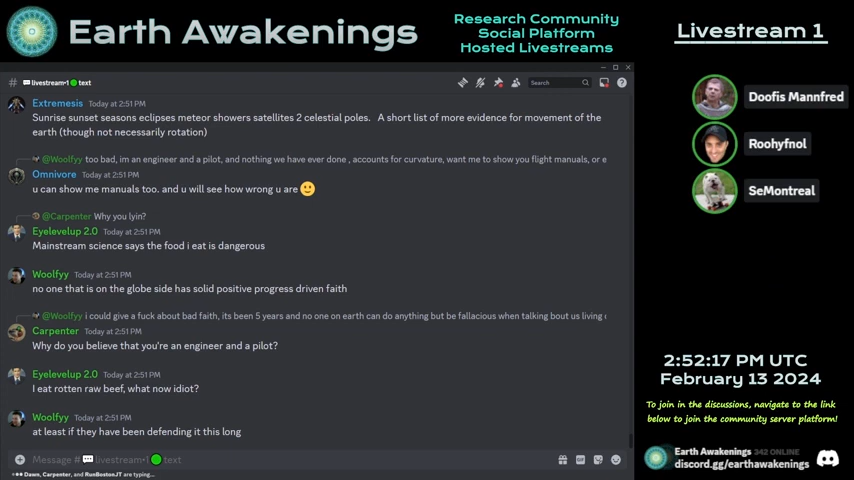 Earth Awakenings
Research Community
Social Platform
Hosted Livestreams
Livestream 1
# livestream•1 text
Search
Extremesis Today at 2:51 PM
Sunrise sunset seasons eclipses meteor showers satellites 2 celestial poles. A short list of more evidence for movement of the
earth (though not necessarily rotation)
@Woolfyy too bad, im an engineer and a pilot, and nothing we have ever done , accounts for curvature, want me to show you flight manuals, or e
Omnivore Today at 2:51 PM
u can show me manuals too. and u will see how wrong u are
@Carpenter Why you lyin?
Eyelevelup 2.0 Today at 2:51 PM
Mainstream science says the food i eat is dangerous
Woolfyy Today at 2:51 PM
no one that is on the globe side has solid positive progress driven faith
@Woolfyy i could give a fuck about bad faith, its been 5 years and no one on earth can do anything but be fallacious when talking bout us living
Carpenter Today at 2:51 PM
Why do you believe that you're an engineer and a pilot?
Eyelevelup 2.0 Today at 2:51 PM
I eat rotten raw beef, what now idiot?
Woolfyy Today at 2:51 PM
at least if they have been defending it this long
Message # livestream•1 text
Dawn, Carpenter, and RunBostonJT are typing...
Doofis Mannfred
Roohyfnol
SeMontreal
2:52:17 PM UTC
February 13 2024
To join in the discussions, navigate to the link
below to join the community server platform!
Earth Awakenings 342 ONLINE
discord.gg/earthawakenings